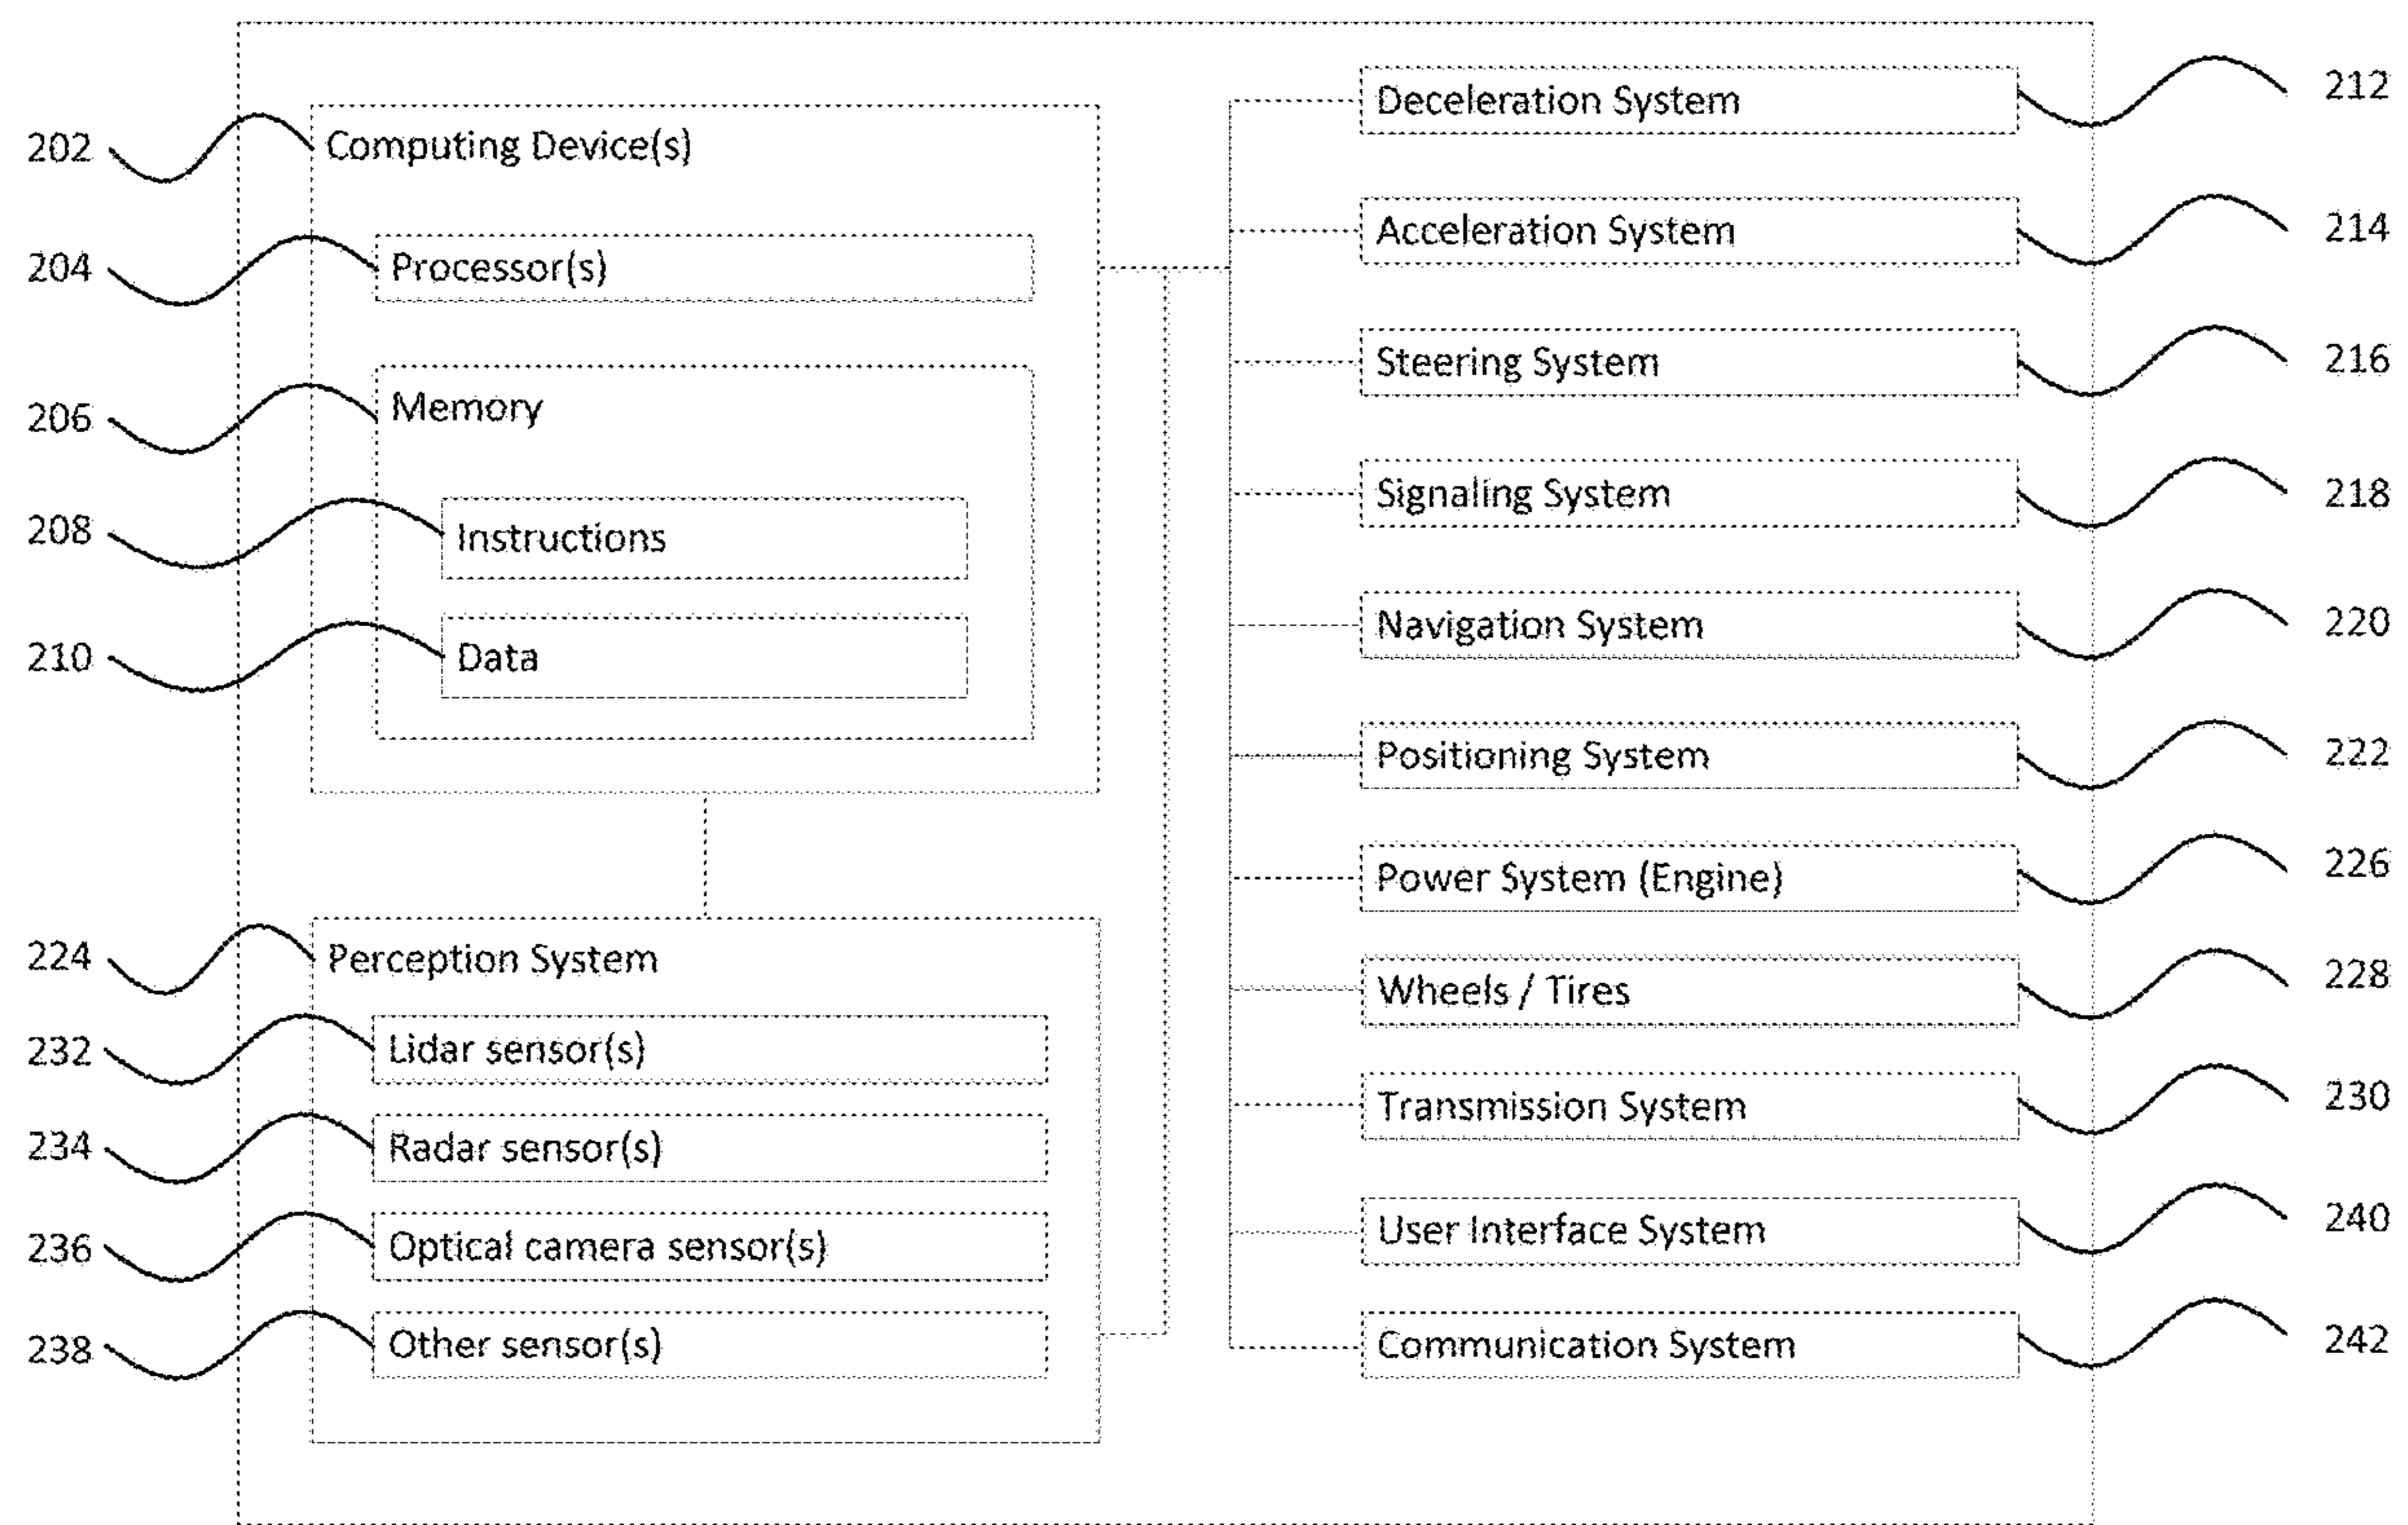 202 Computing Device(s)
204 Processor(s)
206 Memory
208 Instructions
210 Data
224 Perception System
232 Lidar sensor(s)
234 Radar sensor(s)
236 Optical camera sensor(s)
238 Other sensor(s)
Deceleration System 212
Acceleration System 214
Steering System 216
Signaling System 218
Navigation System 220
Positioning System 222
Power System (Engine) 226
Wheels / Tires 228
Transmission System 230
User Interface System 240
Communication System 242